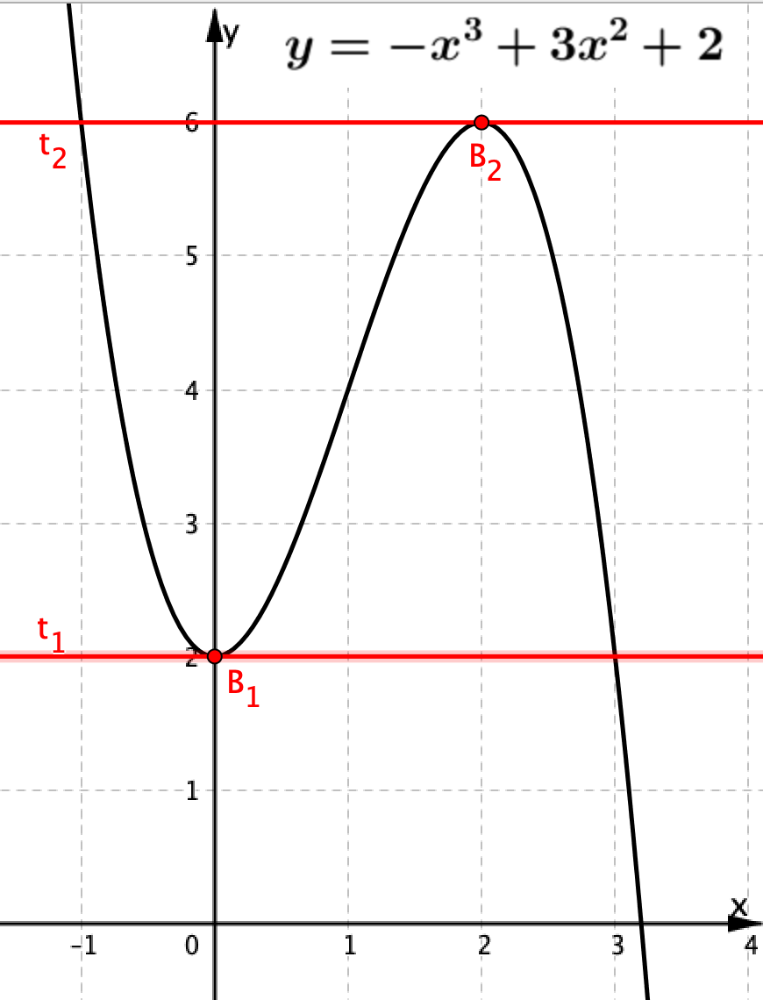 y
y = −x³ + 3x² + 2
6
t₂
B₂
5
4
3
t₁
2
B₁
1
x
−1 0 1 2 3 4